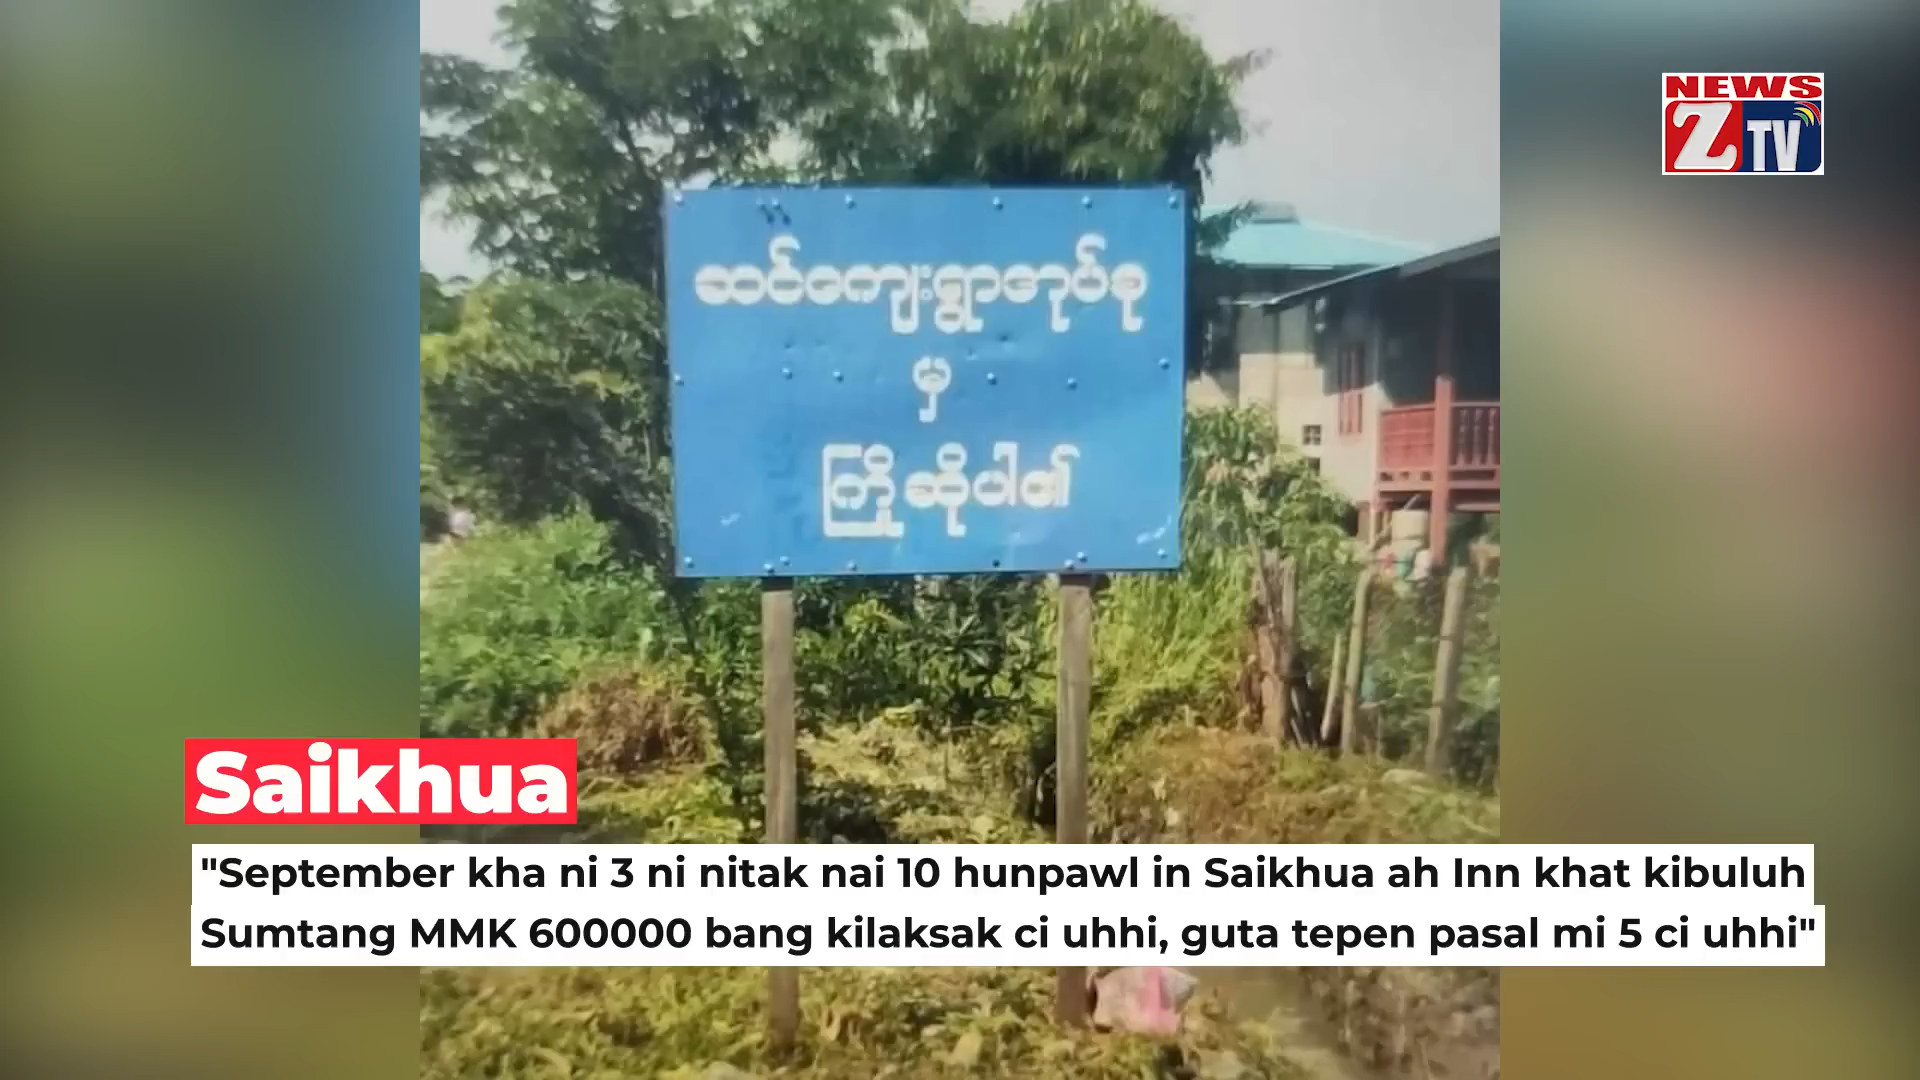 NEWS
Z TV
ဆင်ကျေးရွာအုပ်စု
မှ
ကြိုဆိုပါ၏
Saikhua
"September kha ni 3 ni nitak nai 10 hunpawl in Saikhua ah Inn khat kibuluh
Sumtang MMK 600000 bang kilaksak ci uhhi, guta tepen pasal mi 5 ci uhhi"